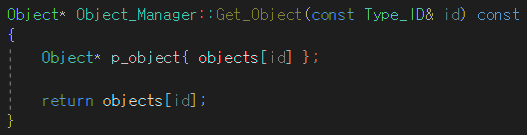 Object* Object_Manager::Get_Object(const Type_ID& id) const
{
Object* p_object{ objects[id] };
return objects[id];
}